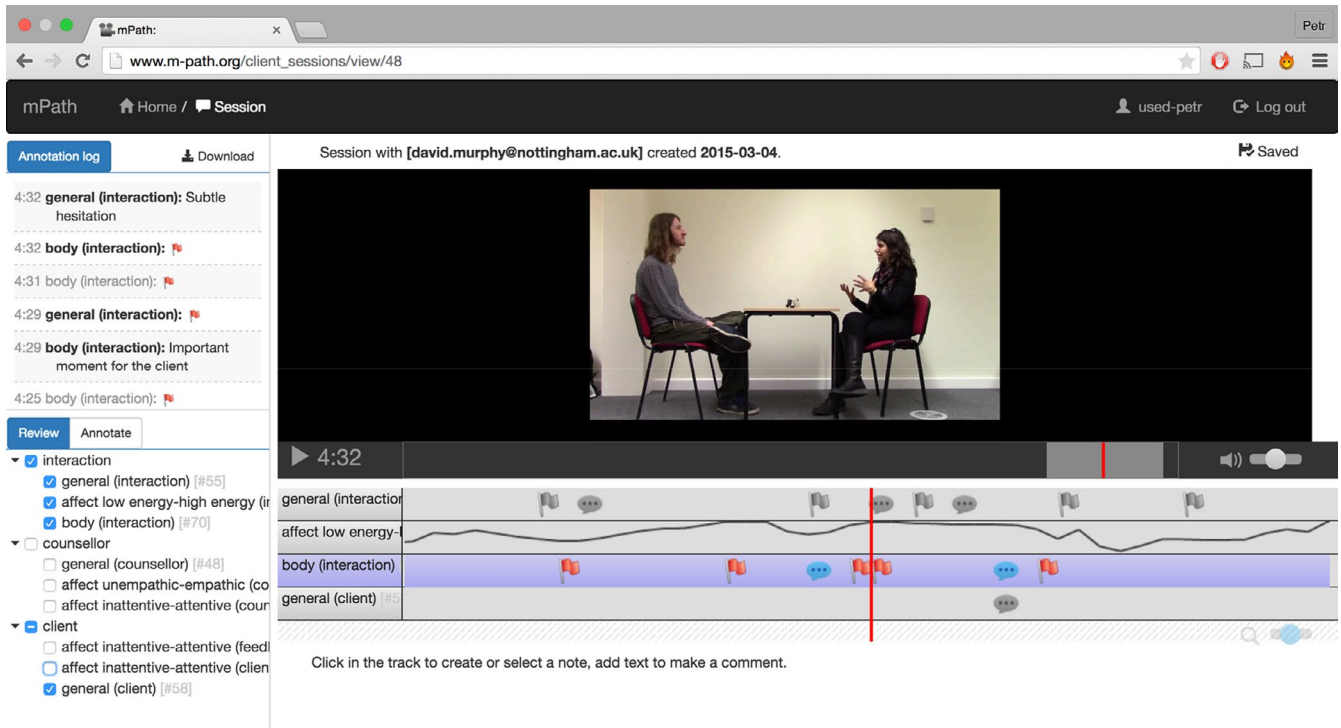 mPath:
Petr
www.m-path.org/client_sessions/view/48
mPath Home / Session used-petr Log out
Annotation log Download
Session with [david.murphy@nottingham.ac.uk] created 2015-03-04.
Saved
4:32 general (interaction): Subtle
hesitation
4:32 body (interaction):
4:31 body (interaction):
4:29 general (interaction):
4:29 body (interaction): Important
moment for the client
4:25 body (interaction):
Review Annotate
interaction
general (interaction) [#55]
affect low energy-high energy (in
body (interaction) [#70]
counsellor
general (counsellor) [#48]
affect unempathic-empathic (co
affect inattentive-attentive (coun
client
affect inattentive-attentive (feed
affect inattentive-attentive (clien
general (client) [#58]
4:32
general (interaction
affect low energy-
body (interaction)
general (client) [#5
Click in the track to create or select a note, add text to make a comment.